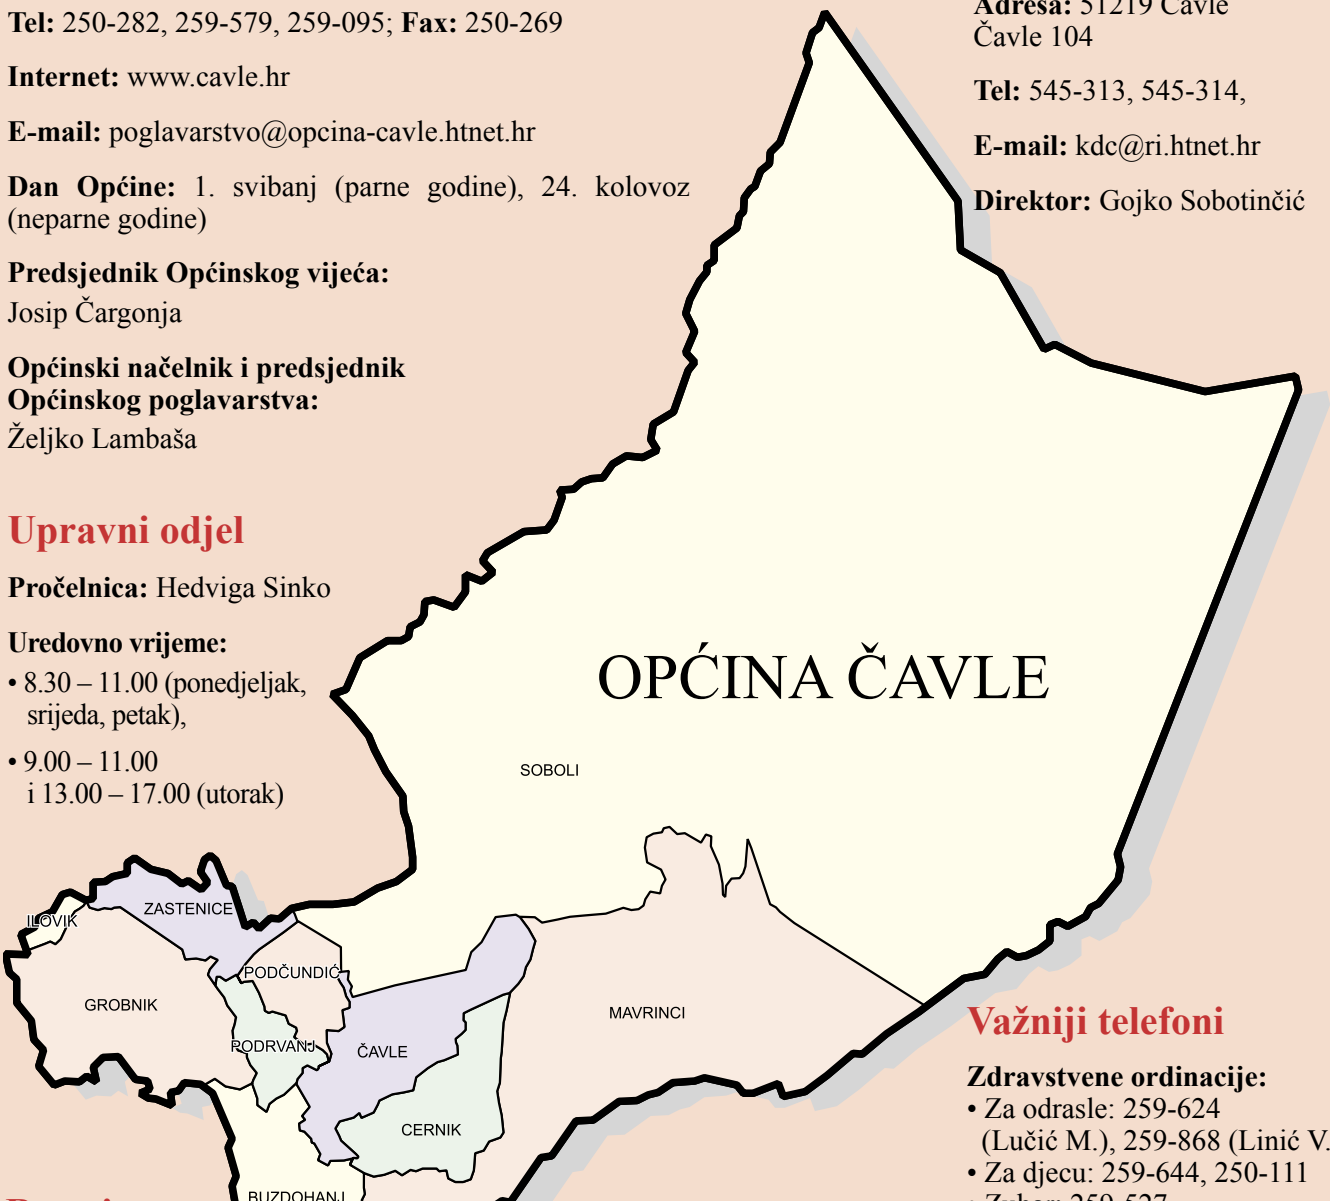 Tel: 250-282, 259-579, 259-095; Fax: 250-269
Internet: www.cavle.hr
E-mail: poglavarstvo@opcina-cavle.htnet.hr
Dan Općine: 1. svibanj (parne godine), 24. kolovoz
(neparne godine)
Predsjednik Općinskog vijeća:
Josip Čargonja
Općinski načelnik i predsjednik
Općinskog poglavarstva:
Željko Lambaša
Upravni odjel
Pročelnica: Hedviga Sinko
Uredovno vrijeme:
• 8.30 – 11.00 (ponedjeljak,
srijeda, petak),
• 9.00 – 11.00
i 13.00 – 17.00 (utorak)
Adresa: 51219 Čavle
Čavle 104
Tel: 545-313, 545-314,
E-mail: kdc@ri.htnet.hr
Direktor: Gojko Sobotinčić
OPĆINA ČAVLE
SOBOLI
ILOVIK
ZASTENICE
PODČUNDIĆ
GROBNIK
PODRVANJ
ČAVLE
MAVRINCI
CERNIK
BUZDOHANJ
Važniji telefoni
Zdravstvene ordinacije:
• Za odrasle: 259-624
(Lučić M.), 259-868 (Linić V.
• Za djecu: 259-644, 250-111
• Zubar: 259-527